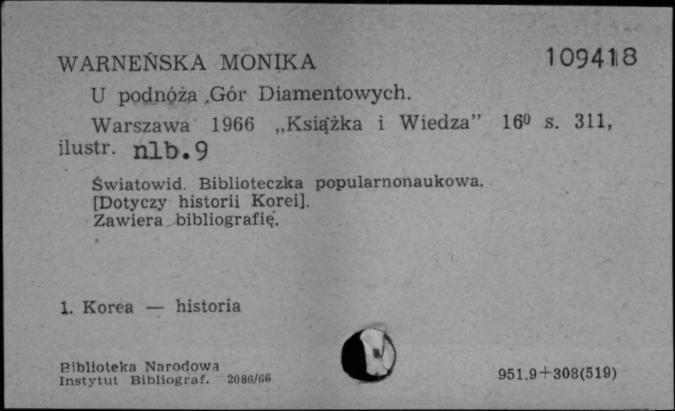 WARNEŃSKA MONIKA 109418
U podnóża Gór Diamentowych.
Warszawa 1966 „Książka i Wiedza” 16⁰ s. 311,
ilustr. nlb.9
Światowid. Biblioteczka popularnonaukowa.
[Dotyczy historii Korei].
Zawiera bibliografię.
1. Korea — historia
Biblioteka Narodowa
Instytut Bibliograf. 2086/66
951.9+308(519)